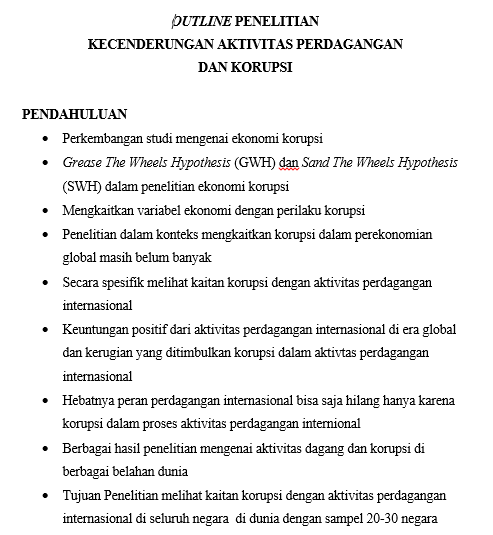 OUTLINE PENELITIAN
KECENDERUNGAN AKTIVITAS PERDAGANGAN
DAN KORUPSI
PENDAHULUAN
• Perkembangan studi mengenai ekonomi korupsi
• Grease The Wheels Hypothesis (GWH) dan Sand The Wheels Hypothesis
(SWH) dalam penelitian ekonomi korupsi
• Mengkaitkan variabel ekonomi dengan perilaku korupsi
• Penelitian dalam konteks mengkaitkan korupsi dalam perekonomian
global masih belum banyak
• Secara spesifik melihat kaitan korupsi dengan aktivitas perdagangan
internasional
• Keuntungan positif dari aktivitas perdagangan internasional di era global
dan kerugian yang ditimbulkan korupsi dalam aktivtas perdagangan
internasional
• Hebatnya peran perdagangan internasional bisa saja hilang hanya karena
korupsi dalam proses aktivitas perdagangan internional
• Berbagai hasil penelitian mengenai aktivitas dagang dan korupsi di
berbagai belahan dunia
• Tujuan Penelitian melihat kaitan korupsi dengan aktivitas perdagangan
internasional di seluruh negara  di dunia dengan sampel 20-30 negara